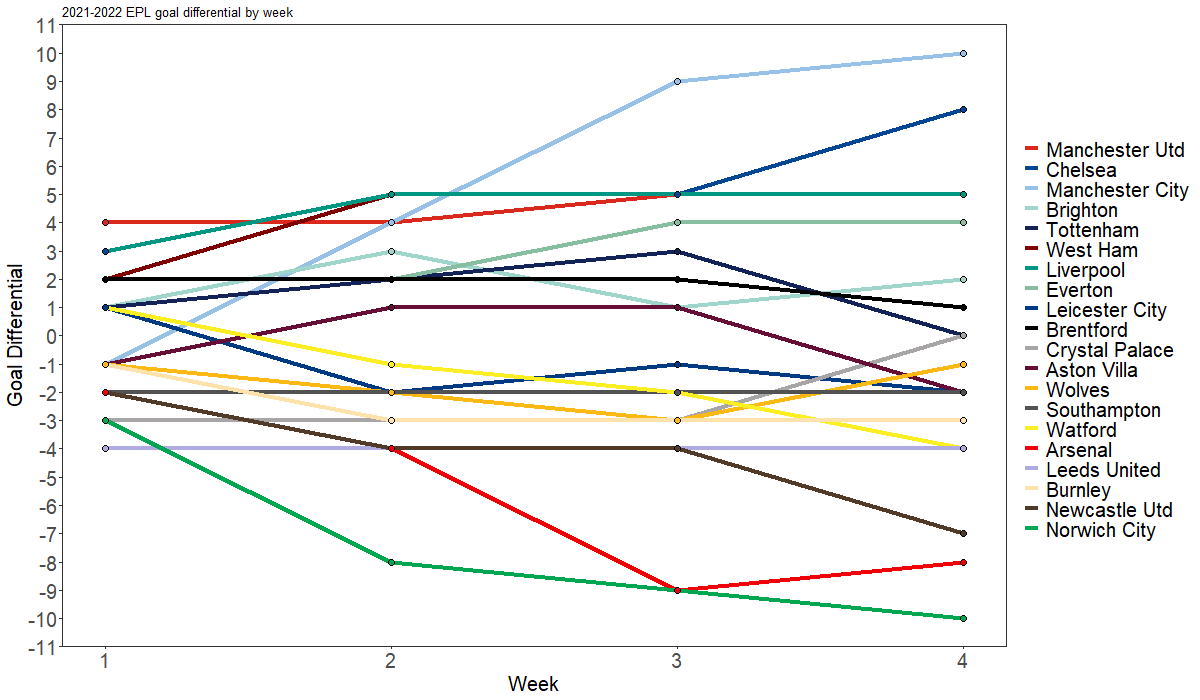 2021-2022 EPL goal differential by week
Goal Differential
11
10
9
8
7
6
5
4
3
2
1
0
-1
-2
-3
-4
-5
-6
-7
-8
-9
-10
-11
1 2 3 4
Week
Manchester Utd
Chelsea
Manchester City
Brighton
Tottenham
West Ham
Liverpool
Everton
Leicester City
Brentford
Crystal Palace
Aston Villa
Wolves
Southampton
Watford
Arsenal
Leeds United
Burnley
Newcastle Utd
Norwich City